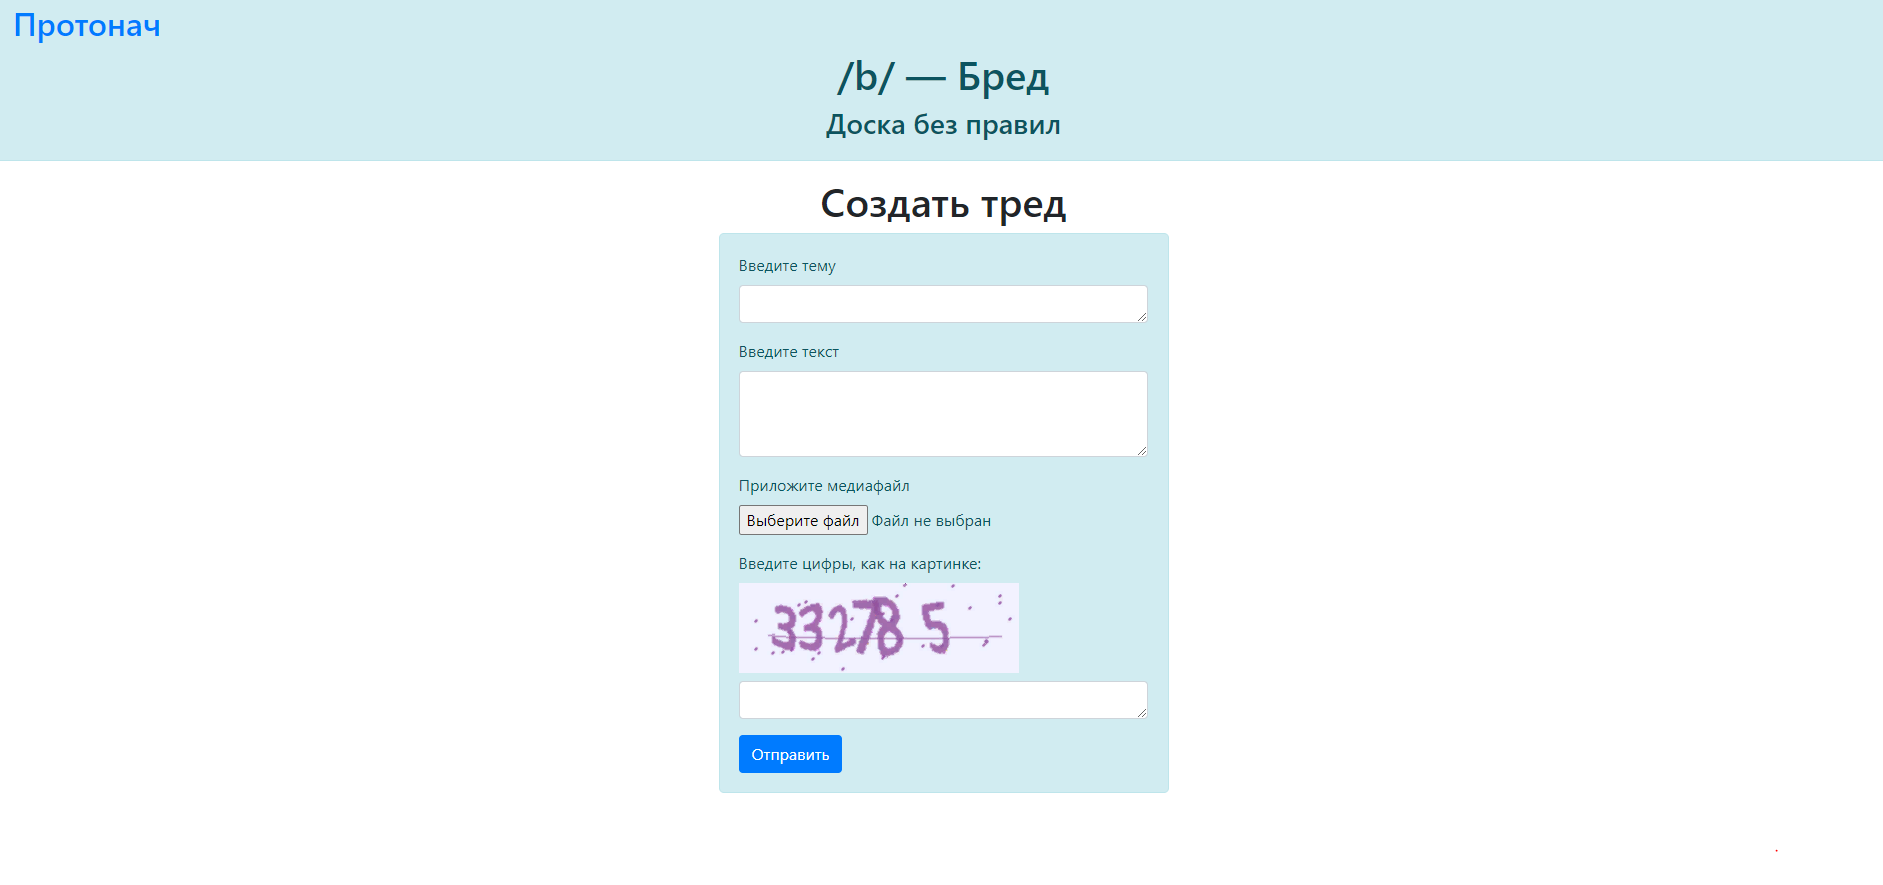 Протонач
/b/ — Бред
Доска без правил
Создать тред
Введите тему
Введите текст
Приложите медиафайл
Выберите файл Файл не выбран
Введите цифры, как на картинке:
332785
Отправить